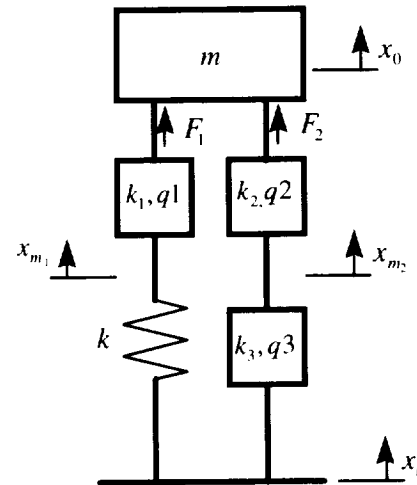 m
x₀
F₁
F₂
k₁, q1
k₂, q2
xₘ₁
xₘ₂
k
k₃, q3